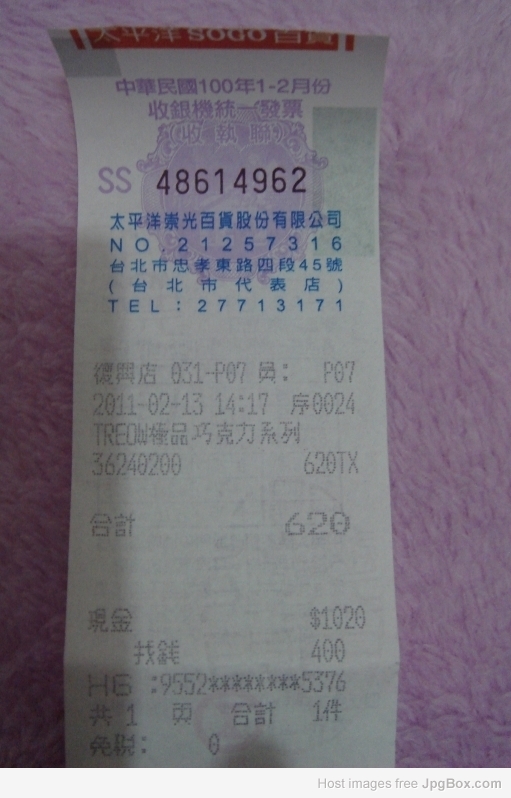 太平洋SOGO百貨
中華民國100年1-2月份
收銀機統一發票
(收執聯)
SS 48614962
太平洋崇光百貨股份有限公司
NO.21257316
台北市忠孝東路四段45號
(台北市代表店)
TEL:27713171
復興店 031-P07 員: P07
2011-02-13 14:17 序0024
TREOW極品巧克力系列
36240200 620TX
合計 620
現金 $1020
找錢 400
HG :9552********5376
共 1 頁 合計 1件
免稅: 0
Host images free JpgBox.com